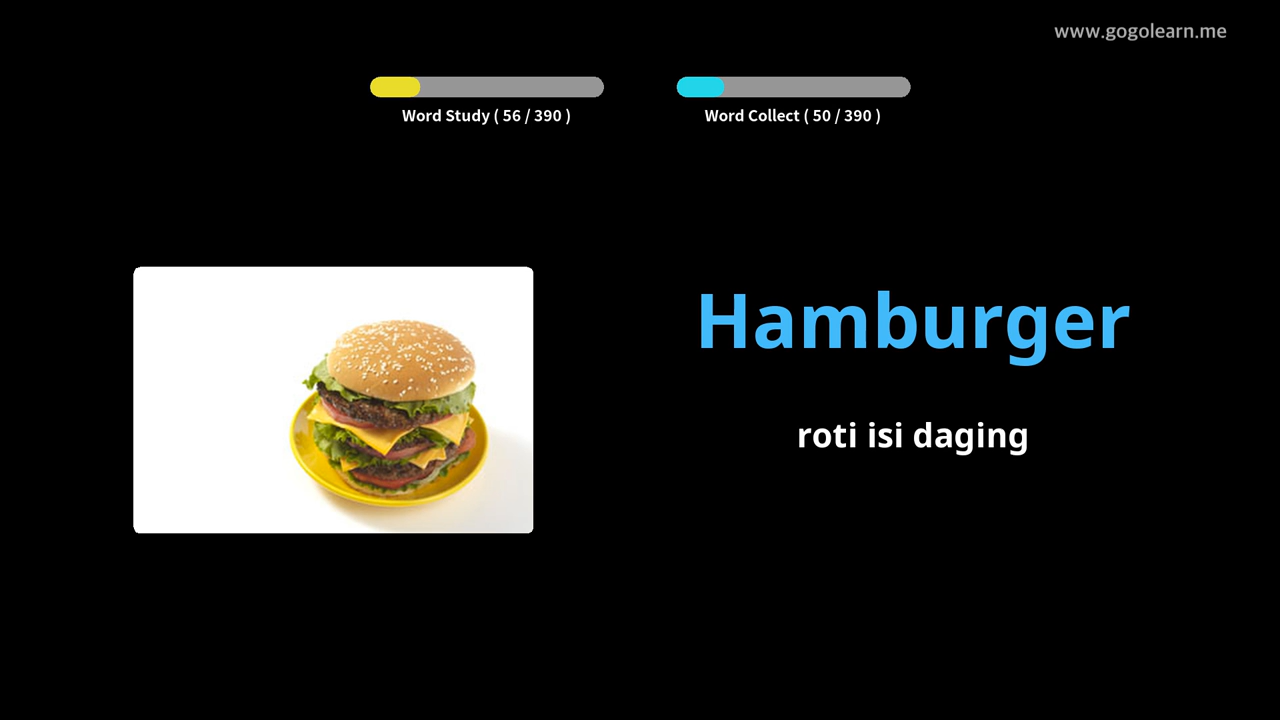 www.gogolearn.me
Word Study ( 56 / 390 )
Word Collect ( 50 / 390 )
Hamburger
roti isi daging